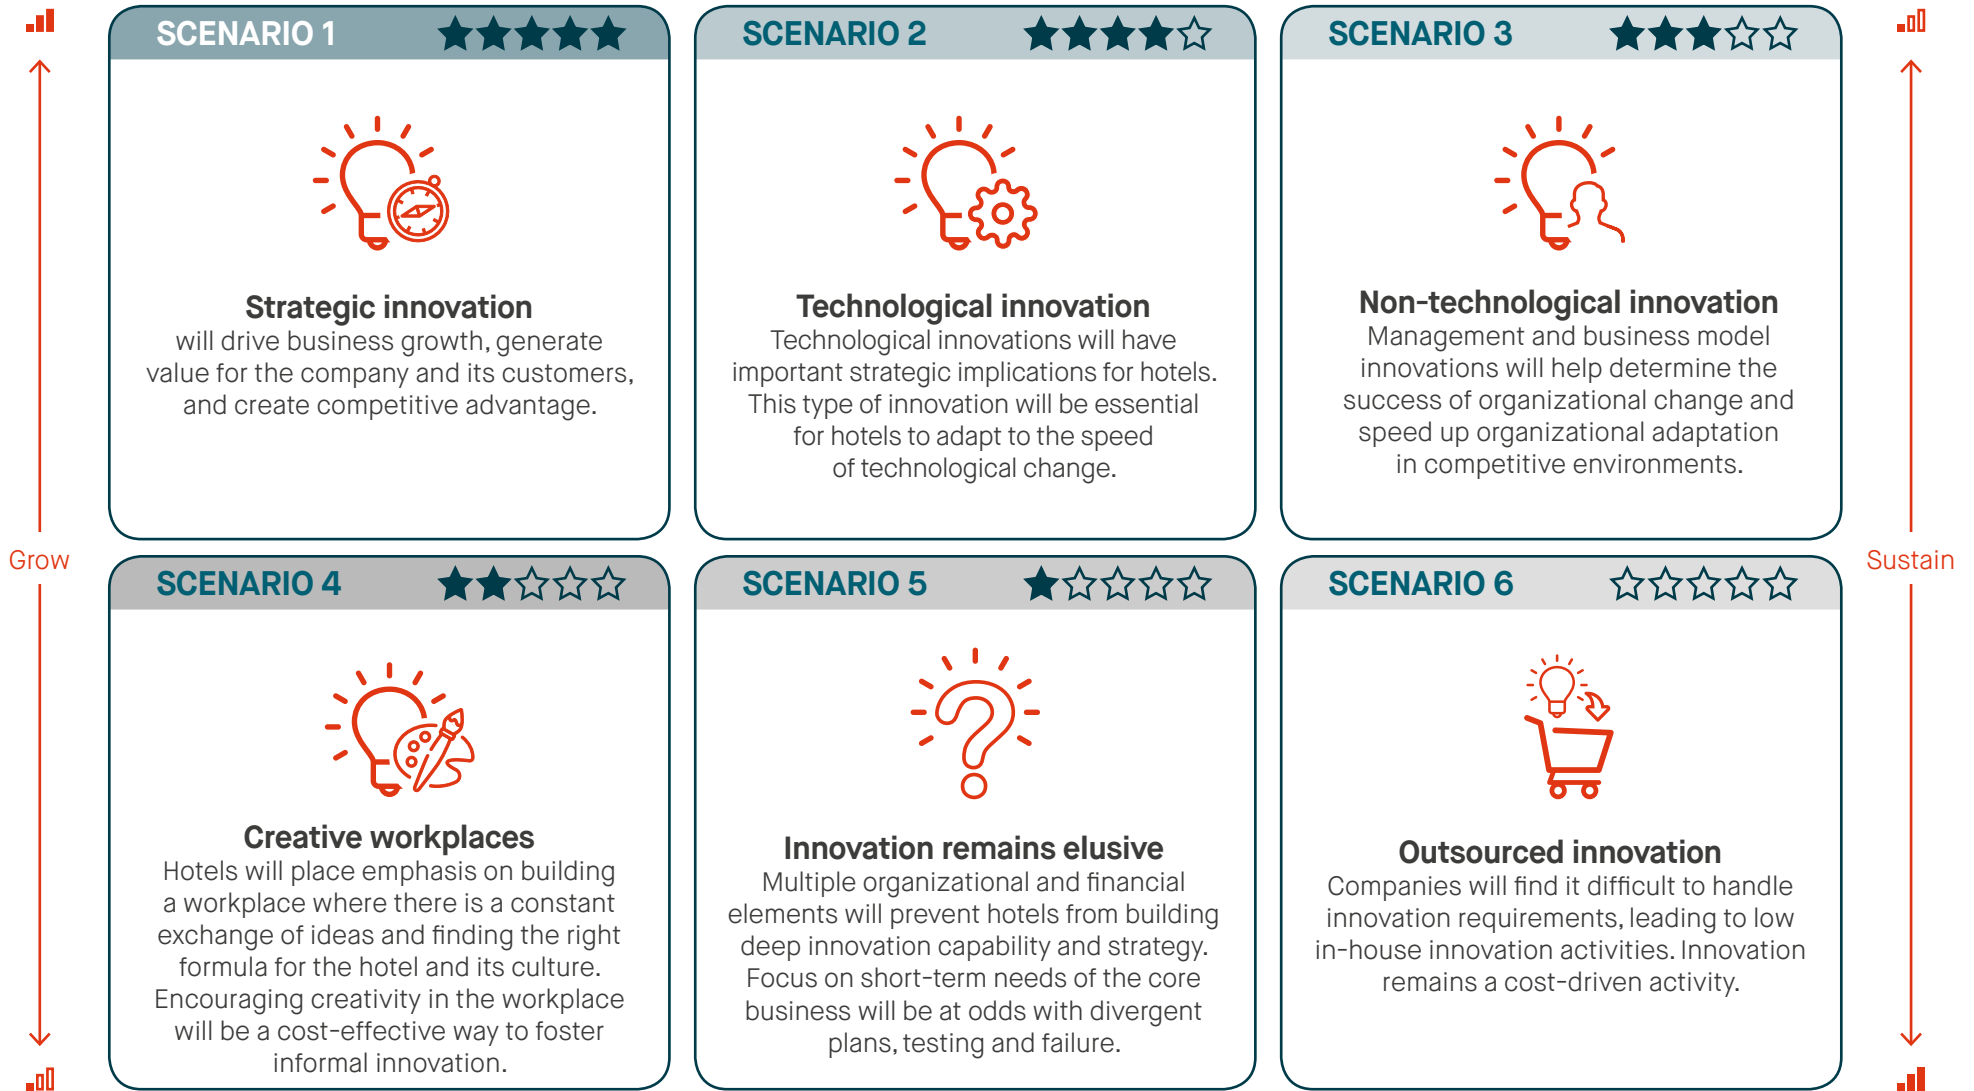 SCENARIO 1
Strategic innovation
will drive business growth, generate
value for the company and its customers,
and create competitive advantage.
SCENARIO 2
Technological innovation
Technological innovations will have
important strategic implications for hotels.
This type of innovation will be essential
for hotels to adapt to the speed
of technological change.
SCENARIO 3
Non-technological innovation
Management and business model
innovations will help determine the
success of organizational change and
speed up organizational adaptation
in competitive environments.
Grow
Sustain
SCENARIO 4
Creative workplaces
Hotels will place emphasis on building
a workplace where there is a constant
exchange of ideas and finding the right
formula for the hotel and its culture.
Encouraging creativity in the workplace
will be a cost-effective way to foster
informal innovation.
SCENARIO 5
Innovation remains elusive
Multiple organizational and financial
elements will prevent hotels from building
deep innovation capability and strategy.
Focus on short-term needs of the core
business will be at odds with divergent
plans, testing and failure.
SCENARIO 6
Outsourced innovation
Companies will find it difficult to handle
innovation requirements, leading to low
in-house innovation activities. Innovation
remains a cost-driven activity.